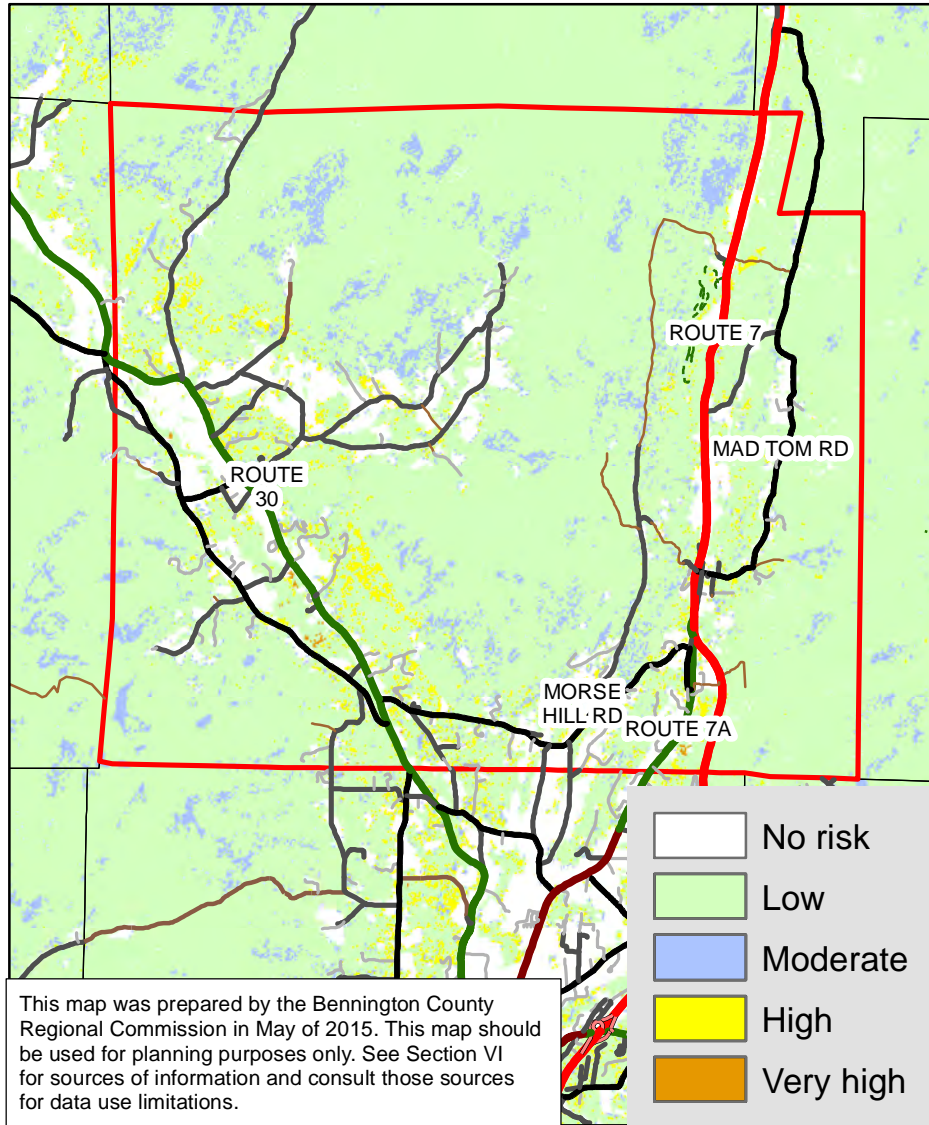 ROUTE 7
MAD TOM RD
ROUTE
30
MORSE
HILL RD
ROUTE 7A
No risk
Low
Moderate
High
Very high
This map was prepared by the Bennington County
Regional Commission in May of 2015. This map should
be used for planning purposes only. See Section VI
for sources of information and consult those sources
for data use limitations.